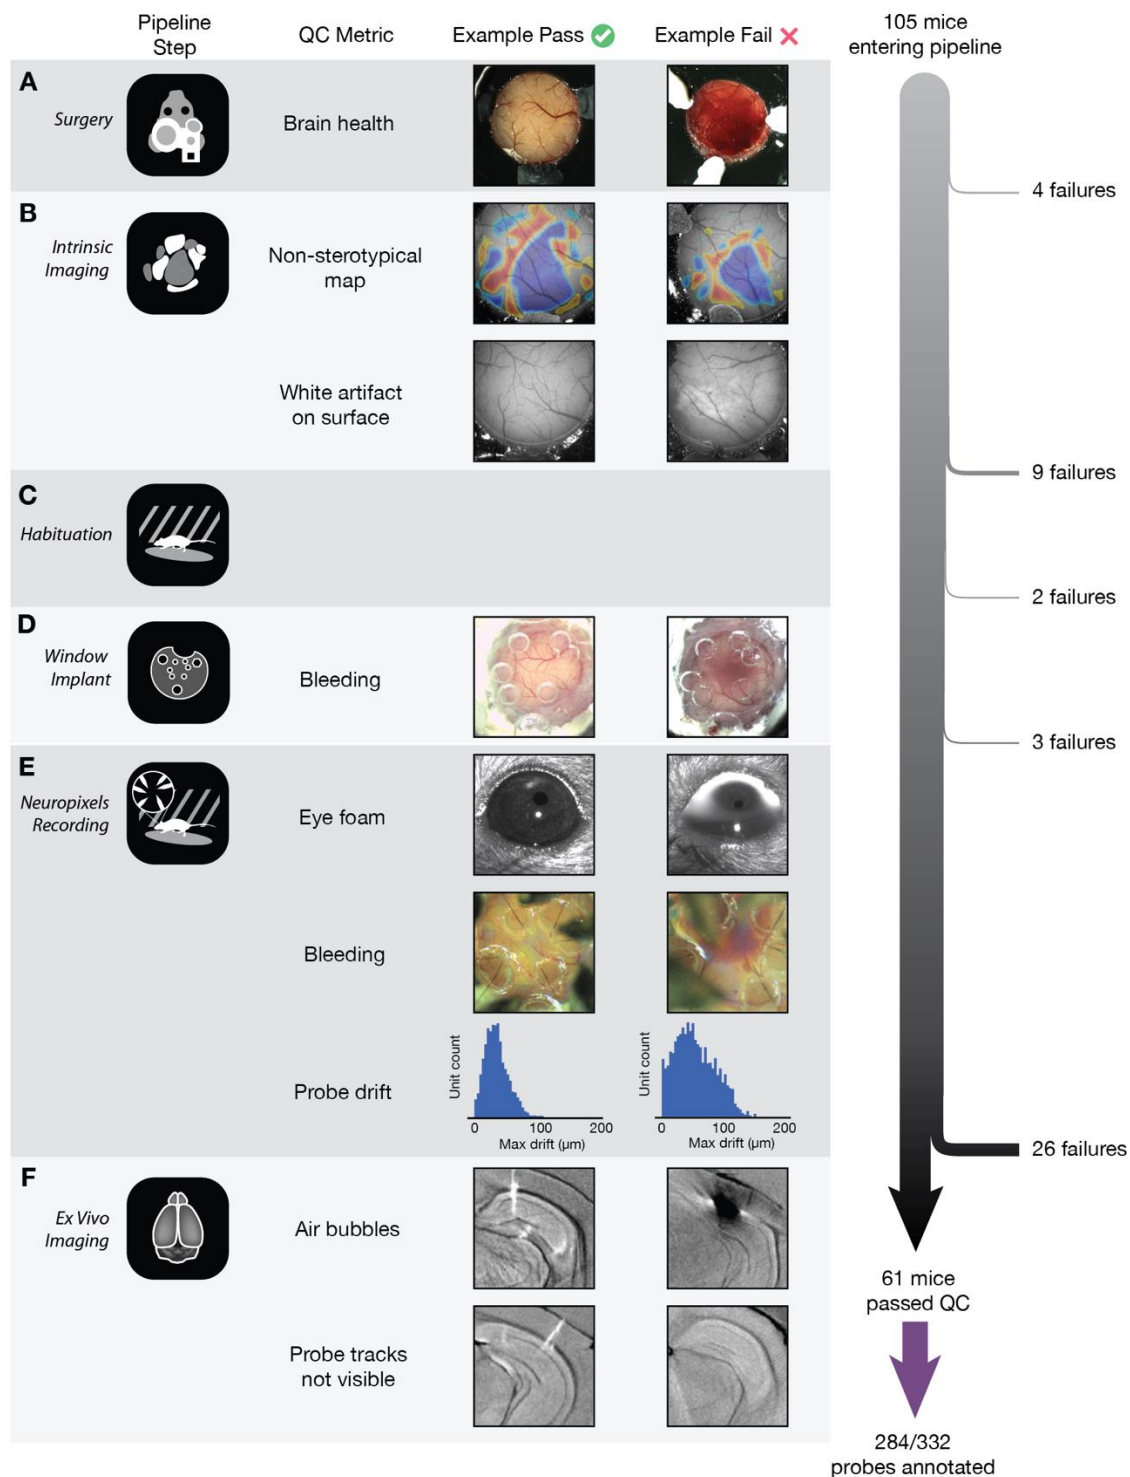 Pipeline
Step
QC Metric
Example Pass
Example Fail
105 mice
entering pipeline
A
Surgery
Brain health
4 failures
B
Intrinsic
Imaging
Non-sterotypical
map
White artifact
on surface
9 failures
C
Habituation
2 failures
D
Window
Implant
Bleeding
3 failures
E
Neuropixels
Recording
Eye foam
Bleeding
Probe drift
Unit count
0 100 200
Max drift (µm)
Unit count
0 100 200
Max drift (µm)
26 failures
F
Ex Vivo
Imaging
Air bubbles
Probe tracks
not visible
61 mice
passed QC
284/332
probes annotated